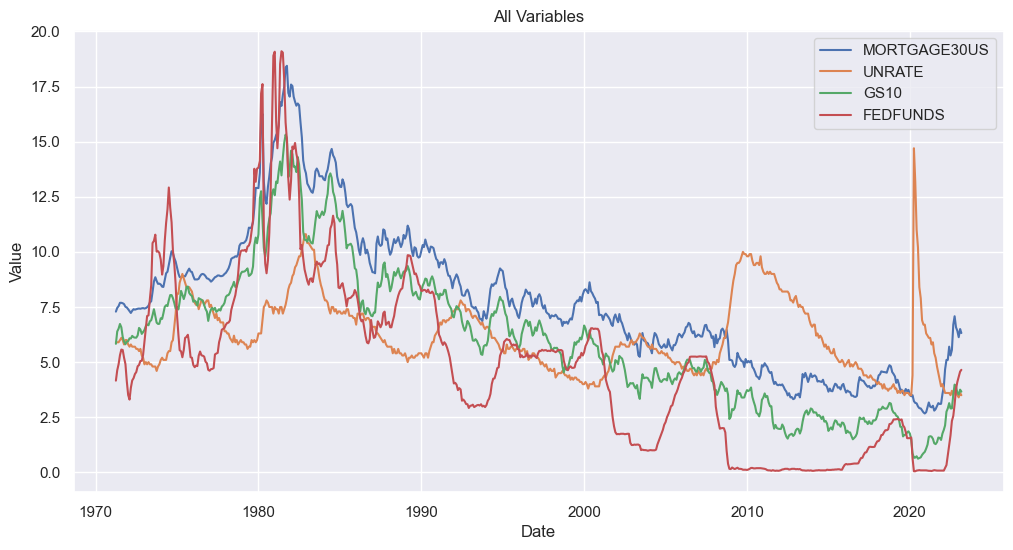 All Variables
20.0
17.5
15.0
12.5
10.0
7.5
5.0
2.5
0.0
Value
MORTGAGE30US
UNRATE
GS10
FEDFUNDS
1970 1980 1990 2000 2010 2020
Date